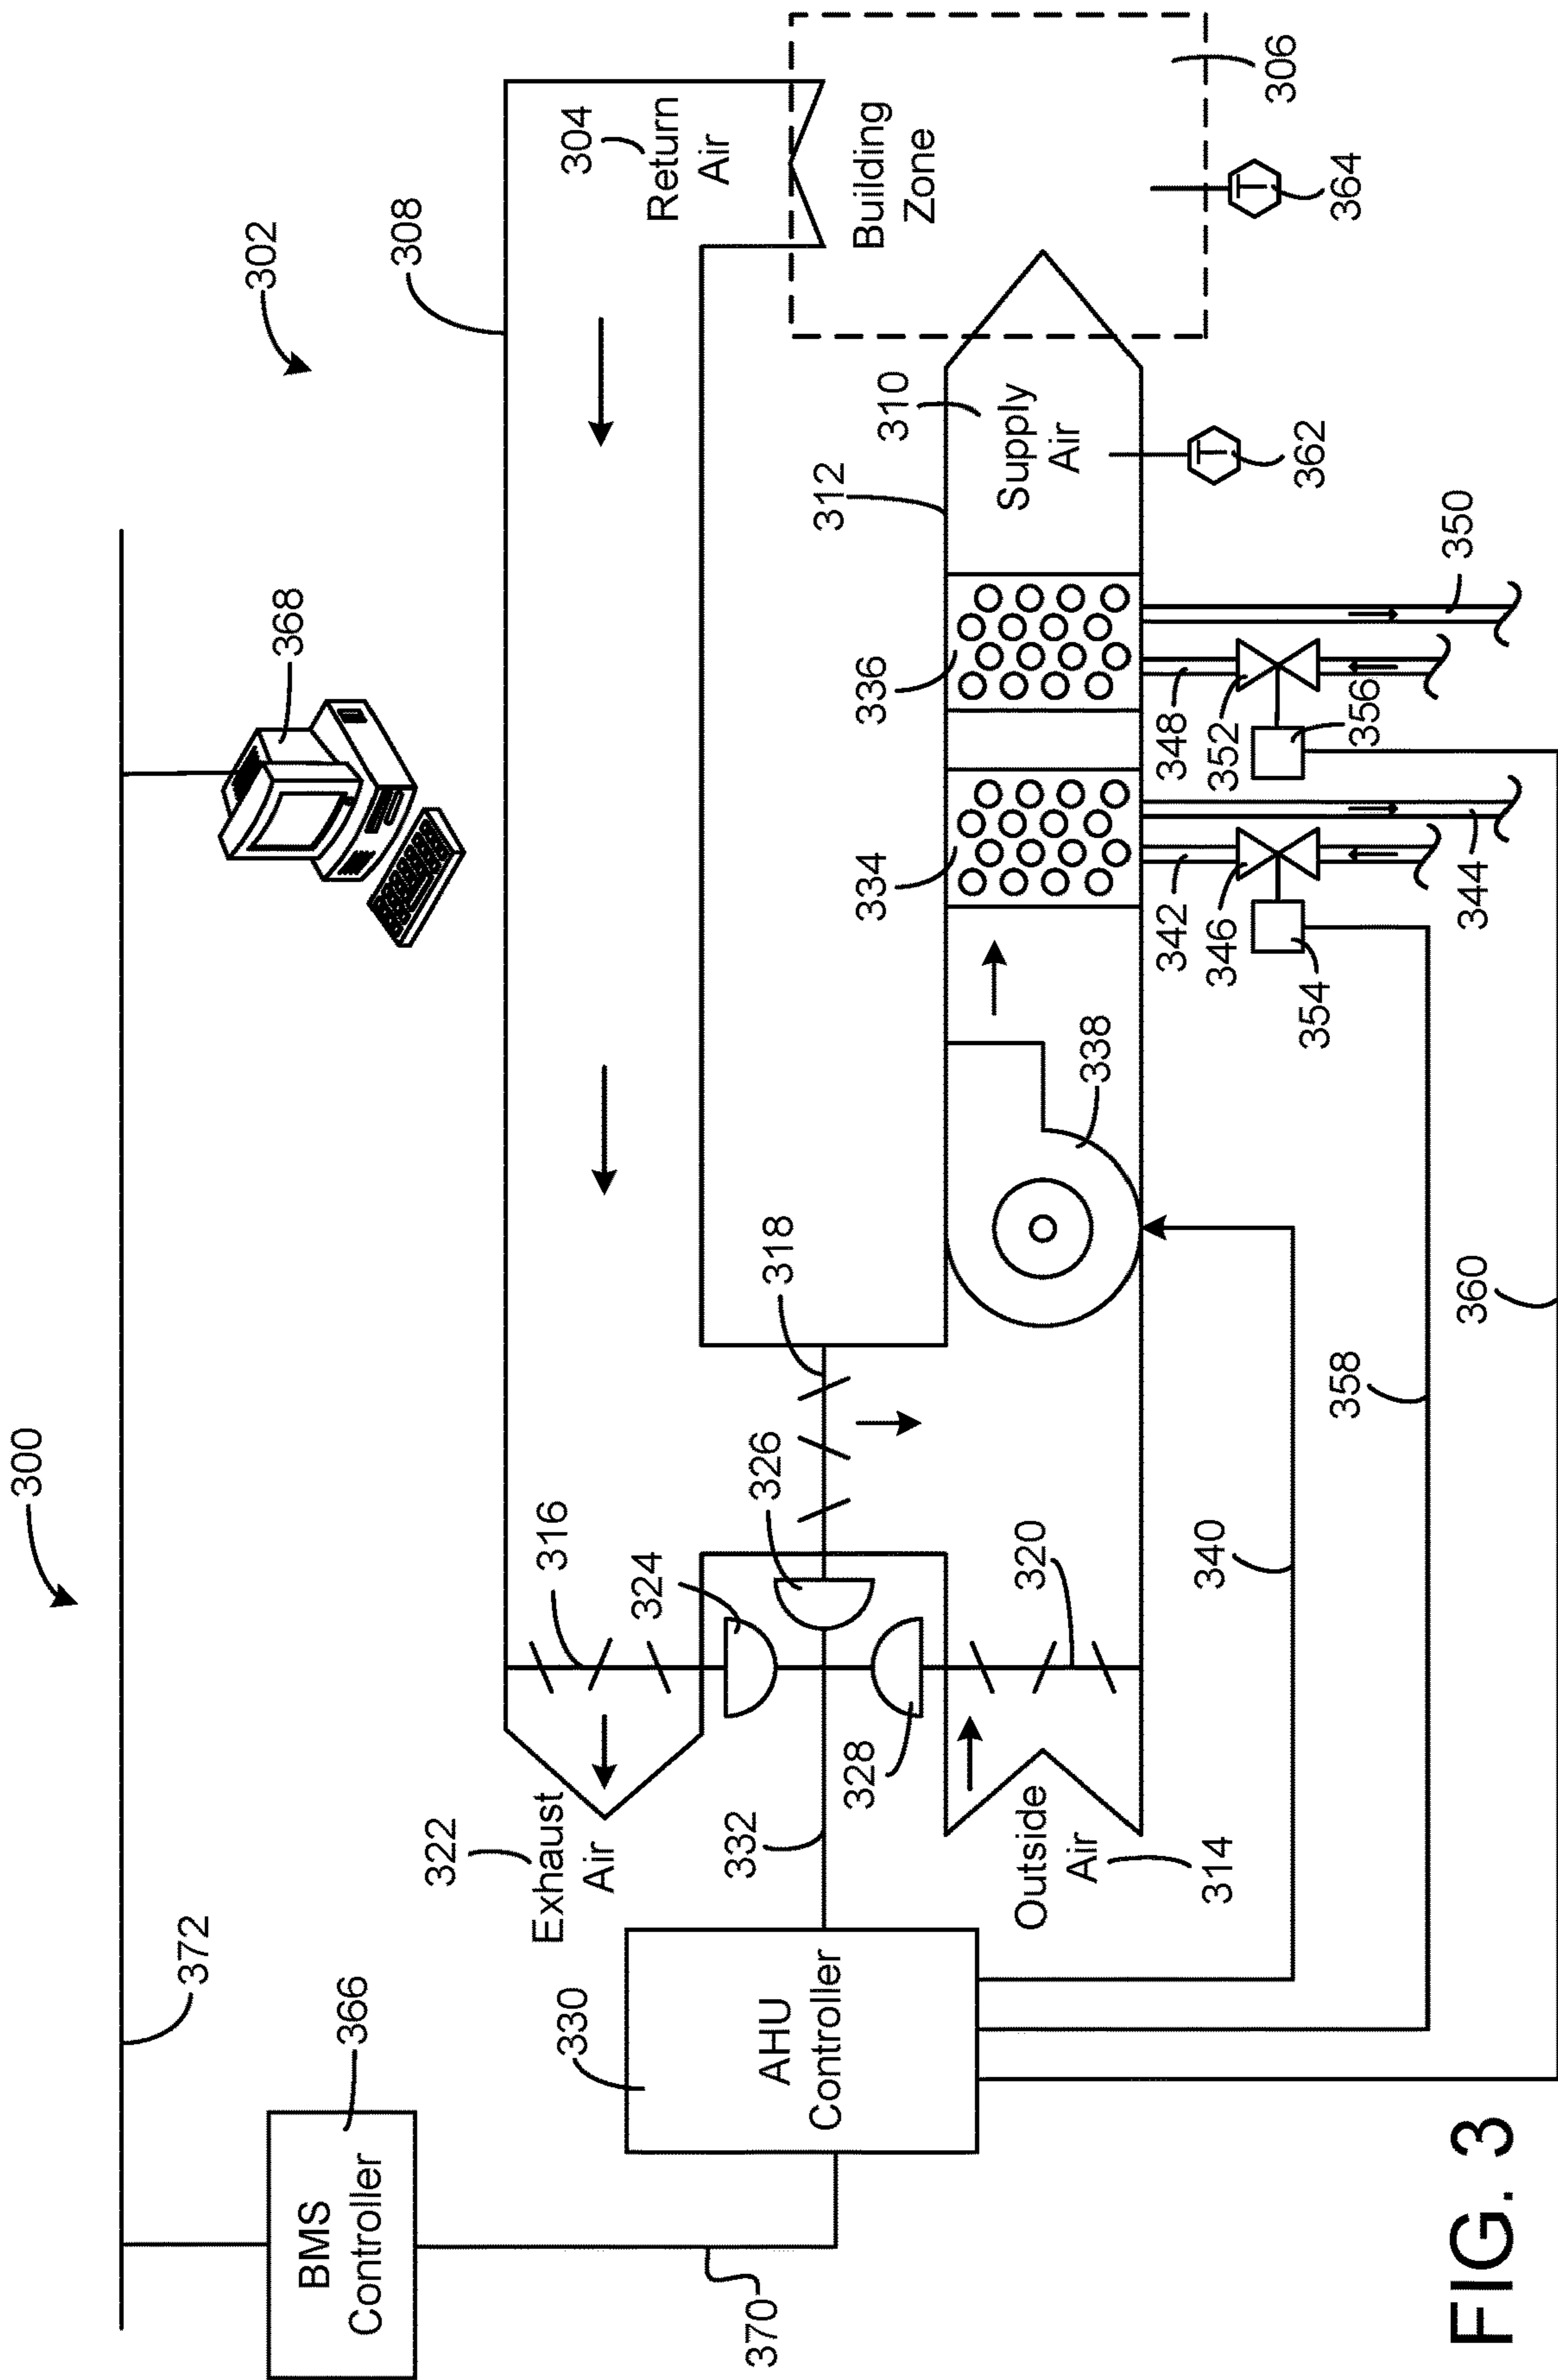 300
372
366
BMS
Controller
370
368
302
308
304
Return
Air
306
Building
Zone
364
322
Exhaust
Air
316
324
326
318
332
328
320
330
AHU
Controller
Outside
Air
314
338
340
334
336
312
310
Supply
Air
362
342
346
354
344
348
352
356
350
358
360
T
T
FIG. 3